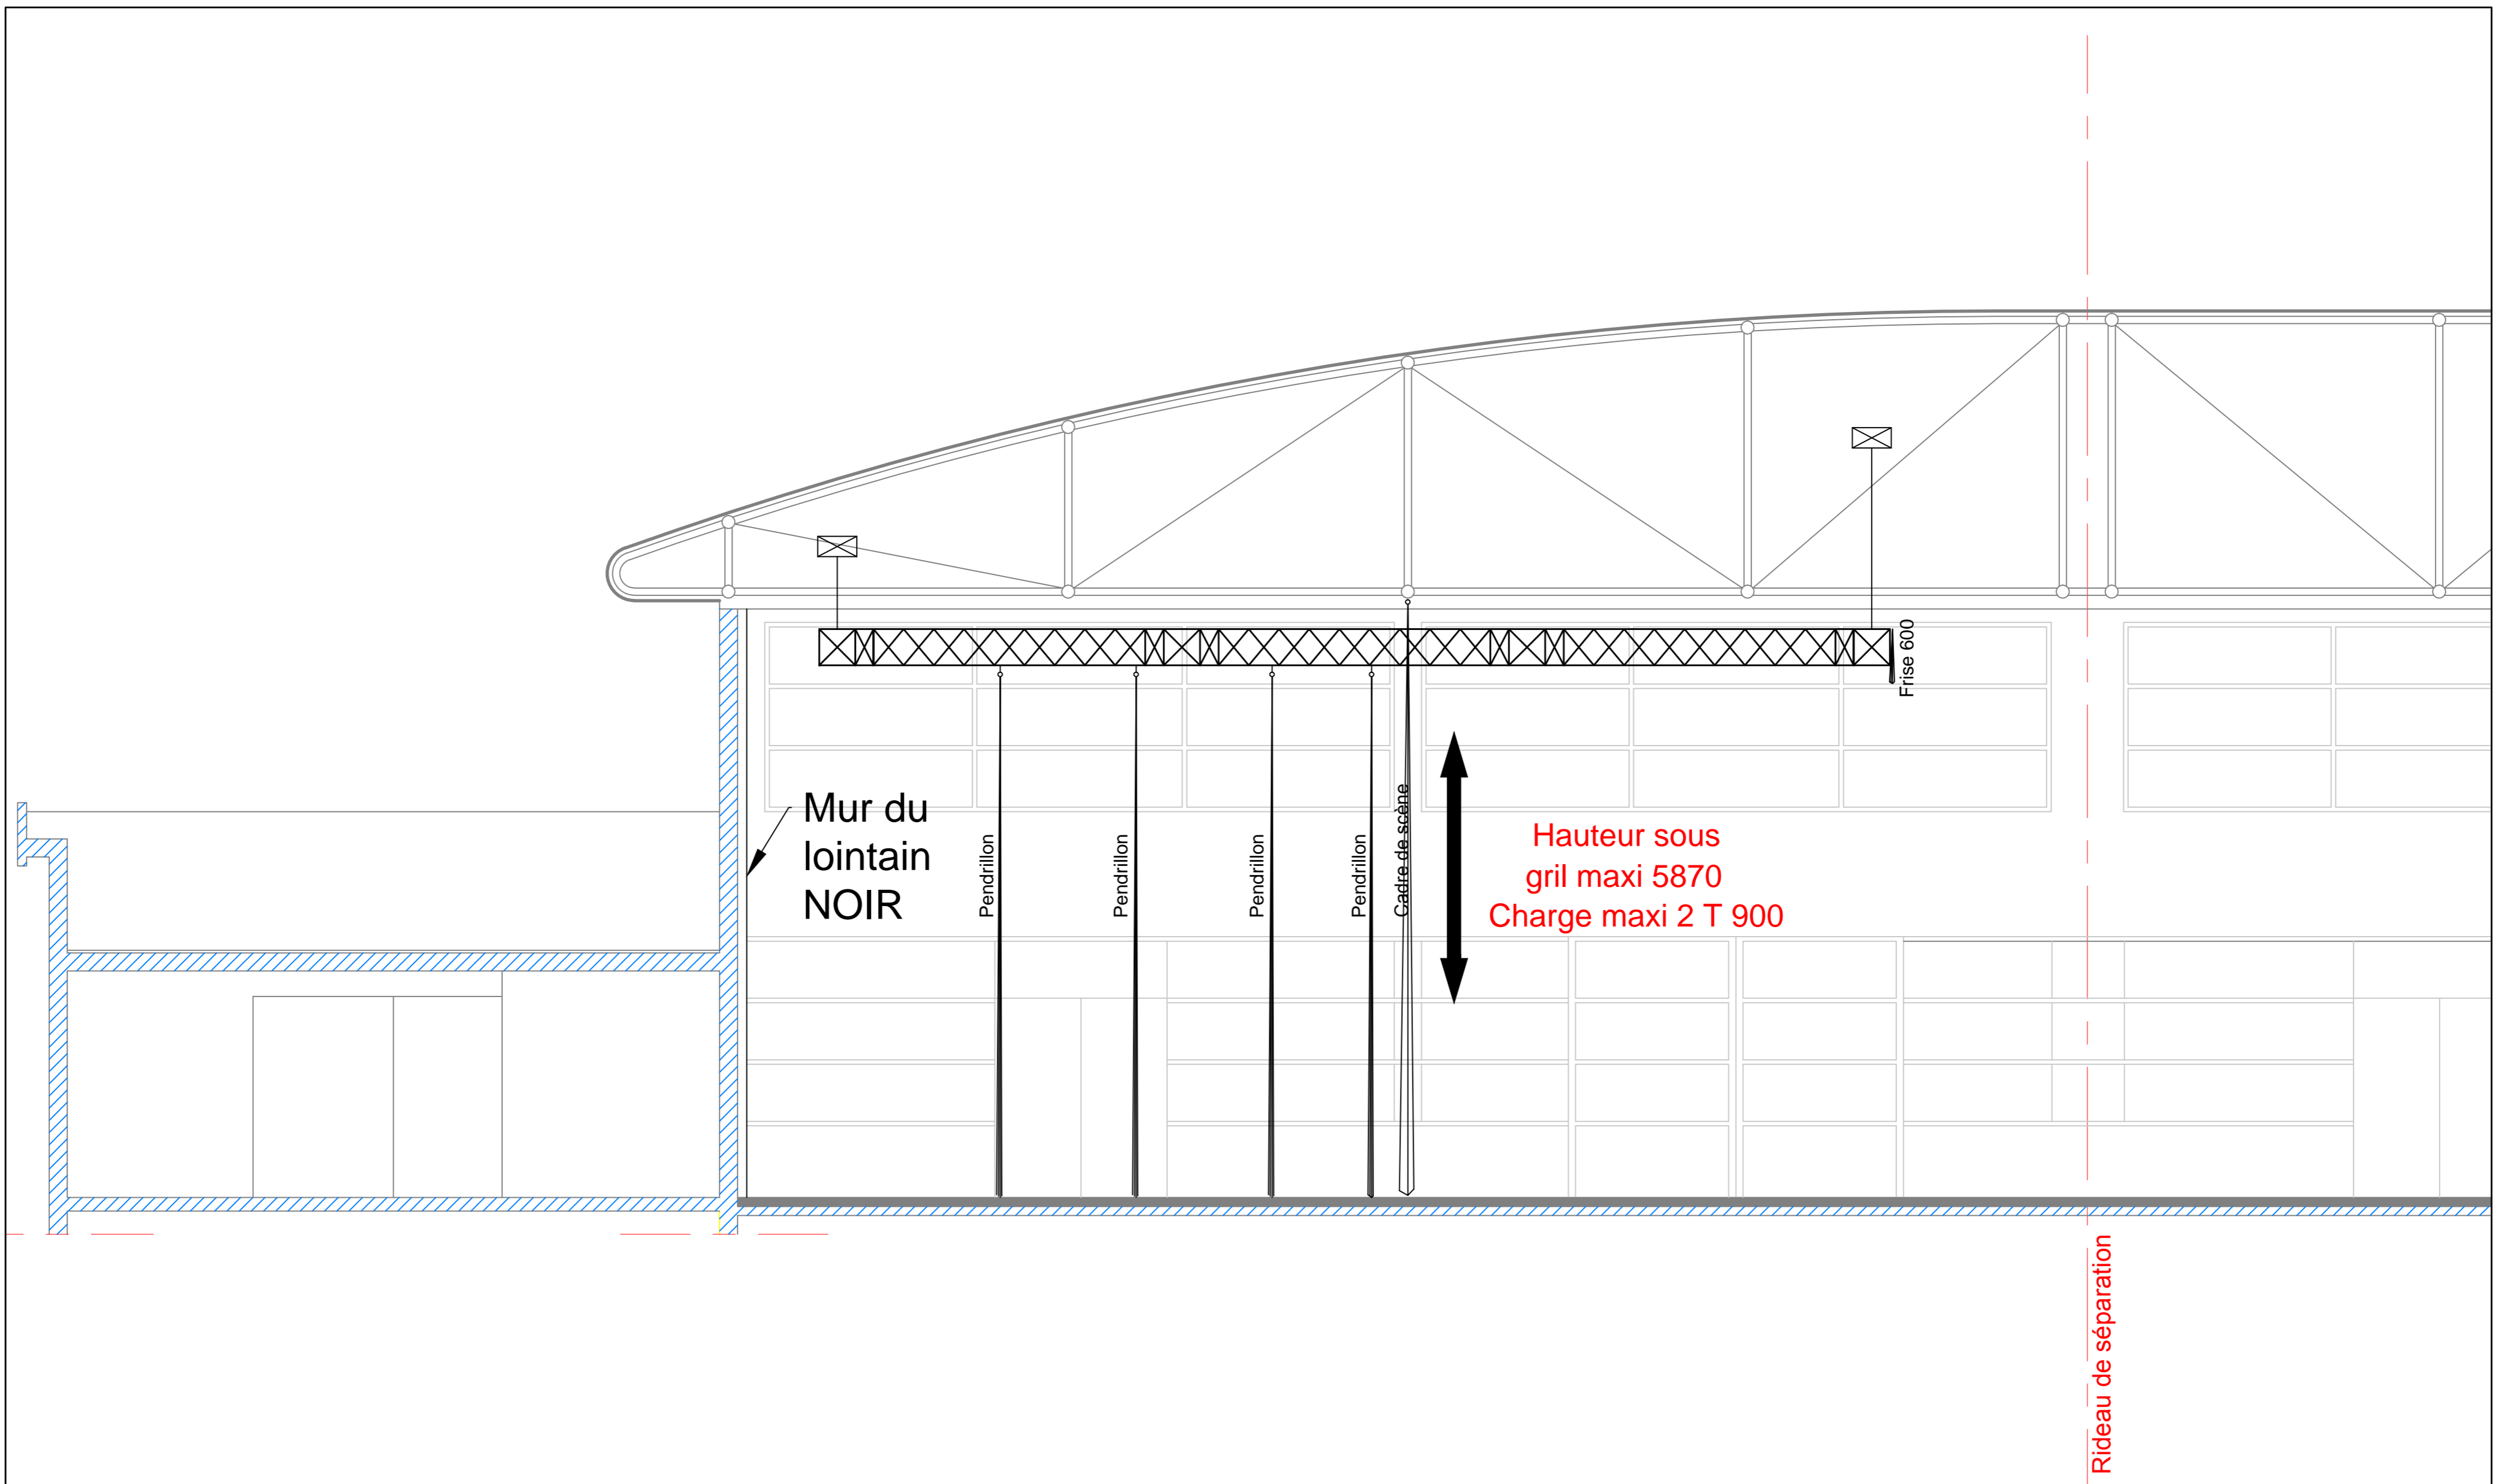 Frise 600
Mur du
lointain
NOIR
Pendrillon
Pendrillon
Pendrillon
Pendrillon
Cadre de scène
Hauteur sous
gril maxi 5870
Charge maxi 2 T 900
Rideau de séparation